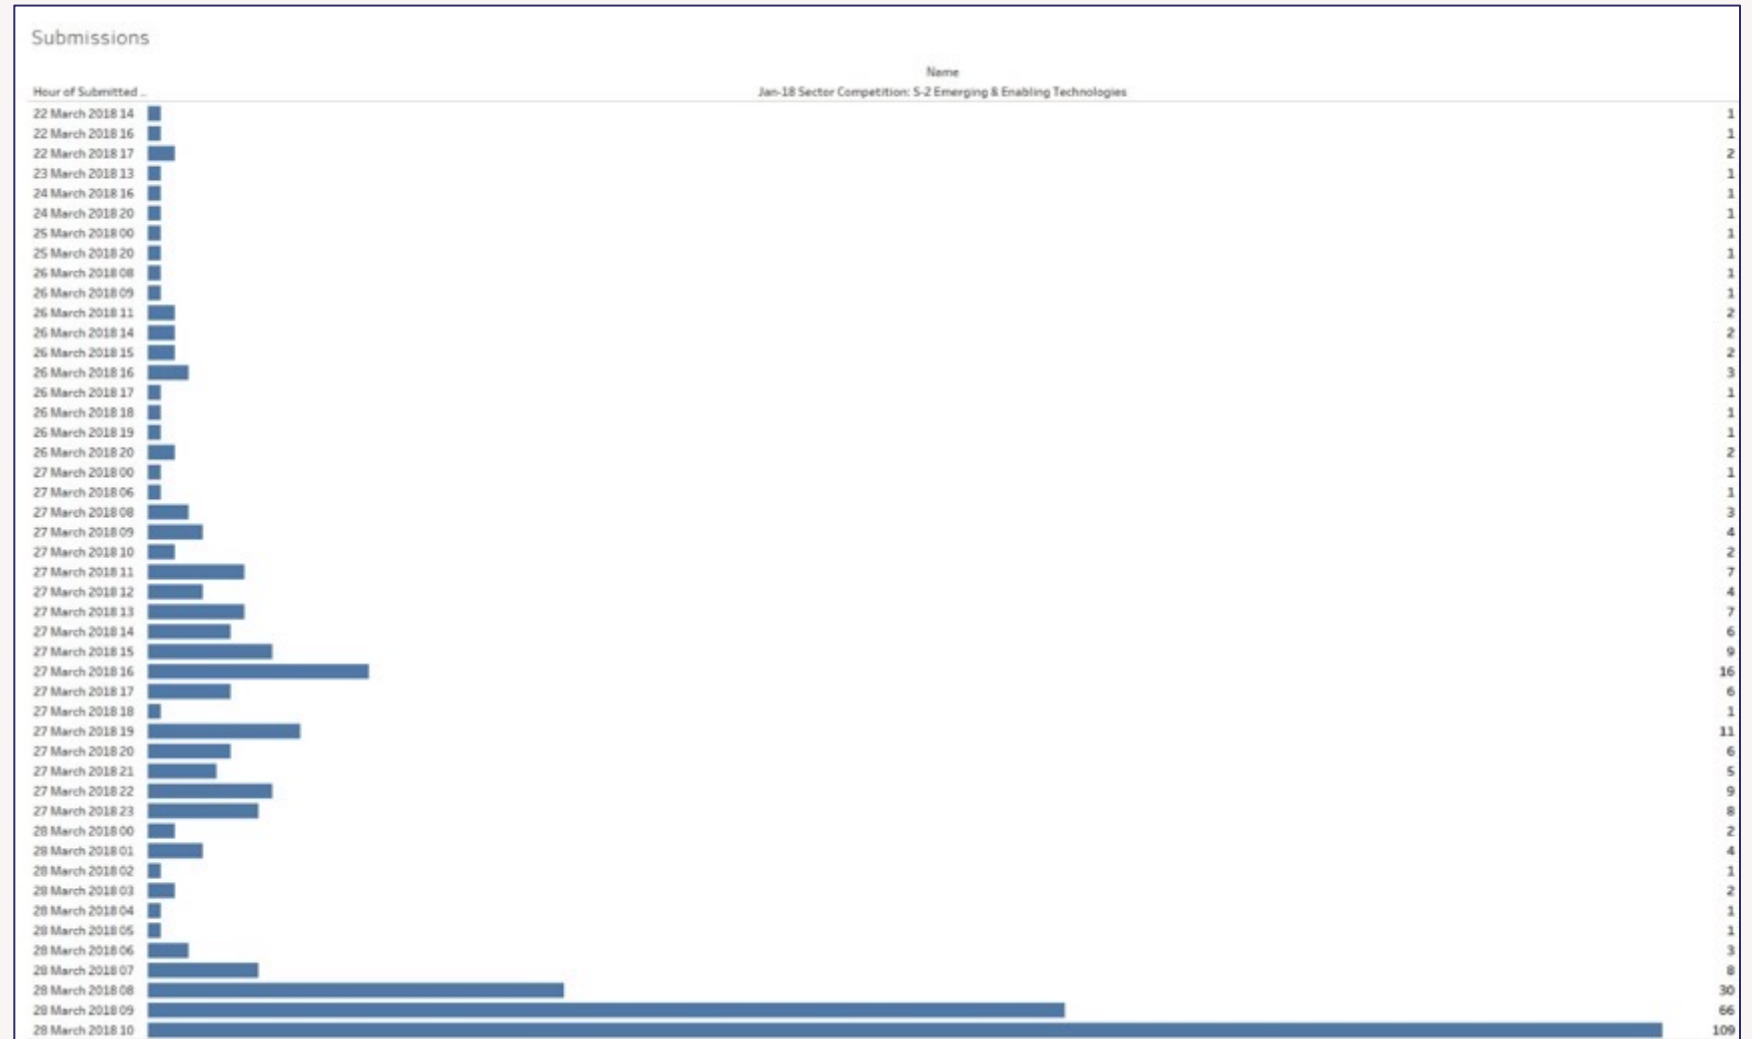 Submissions
Name
Hour of Submitted .. Jan-18 Sector Competition: S-2 Emerging & Enabling Technologies
22 March 2018 14 1
22 March 2018 16 1
22 March 2018 17 2
23 March 2018 13 1
24 March 2018 16 1
24 March 2018 20 1
25 March 2018 00 1
25 March 2018 20 1
26 March 2018 08 1
26 March 2018 09 1
26 March 2018 11 2
26 March 2018 14 2
26 March 2018 15 2
26 March 2018 16 3
26 March 2018 17 1
26 March 2018 18 1
26 March 2018 19 1
26 March 2018 20 2
27 March 2018 00 1
27 March 2018 06 1
27 March 2018 08 3
27 March 2018 09 4
27 March 2018 10 2
27 March 2018 11 7
27 March 2018 12 4
27 March 2018 13 7
27 March 2018 14 6
27 March 2018 15 9
27 March 2018 16 16
27 March 2018 17 6
27 March 2018 18 1
27 March 2018 19 11
27 March 2018 20 6
27 March 2018 21 5
27 March 2018 22 9
27 March 2018 23 8
28 March 2018 00 2
28 March 2018 01 4
28 March 2018 02 1
28 March 2018 03 2
28 March 2018 04 1
28 March 2018 05 1
28 March 2018 06 3
28 March 2018 07 8
28 March 2018 08 30
28 March 2018 09 66
28 March 2018 10 109